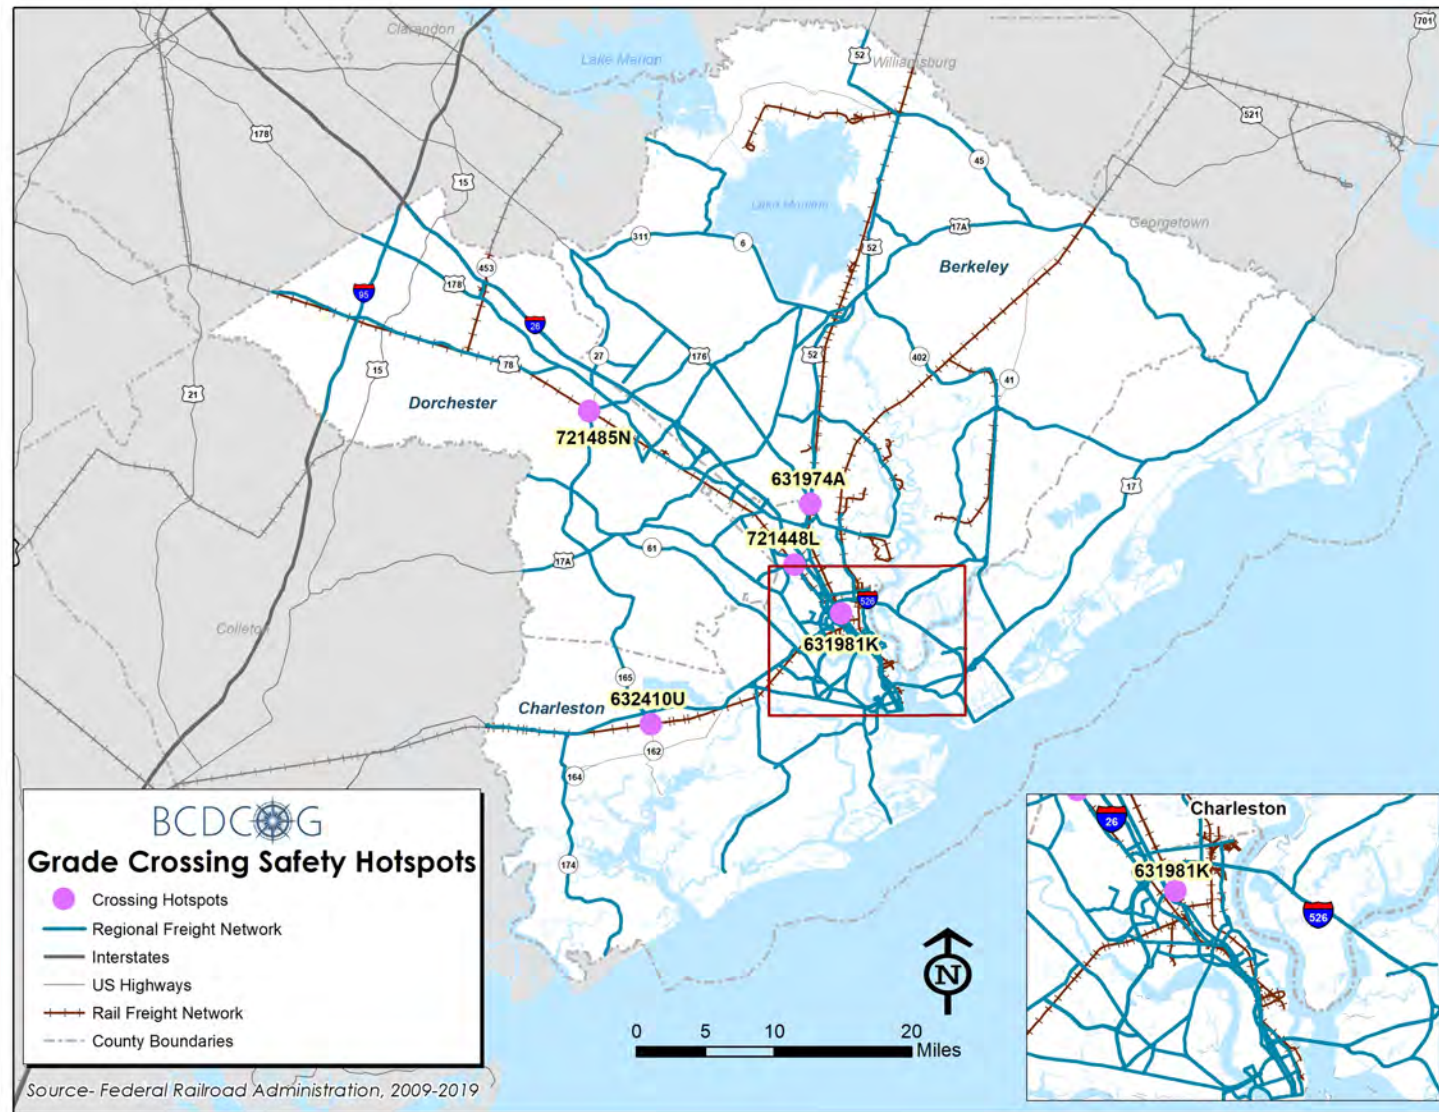 Clarendon
Lake Marion
52
Williamsburg
701
178
521
15
45
Lake Moultrie
Georgetown
311
6
17A
52
Berkeley
453
178
95
26
27
176
52
402
15
78
41
21
Dorchester
721485N
631974A
17
721448L
61
17A
526
Colleton
631981K
165
632410U
Charleston
162
164
174
BCDCOG
Grade Crossing Safety Hotspots
Crossing Hotspots
Regional Freight Network
Interstates
US Highways
Rail Freight Network
County Boundaries
Source- Federal Railroad Administration, 2009-2019
N
0 5 10 20
Miles
Charleston
26
631981K
526